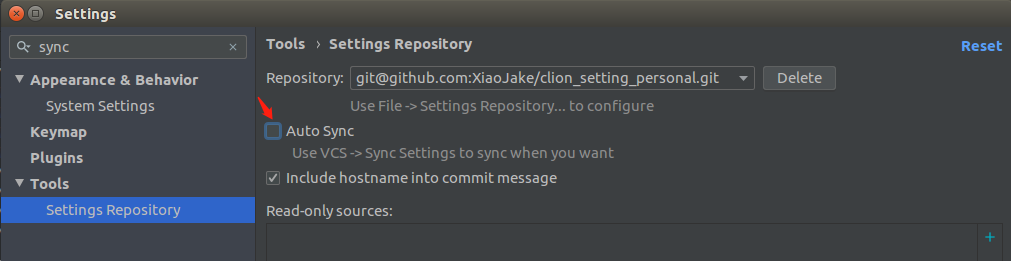 Settings
sync
Appearance & Behavior
System Settings
Keymap
Plugins
Tools
Settings Repository
Tools › Settings Repository
Reset
Repository: git@github.com:XiaoJake/clion_setting_personal.git Delete
Use File -> Settings Repository... to configure
Auto Sync
Use VCS -> Sync Settings to sync when you want
Include hostname into commit message
Read-only sources: